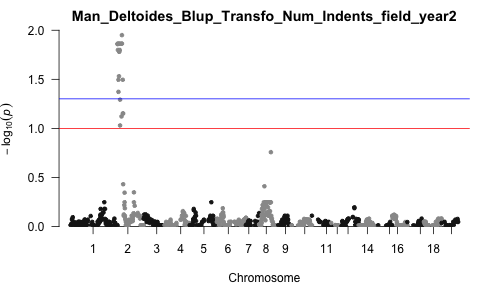 Man_Deltoides_Blup_Transfo_Num_Indents_field_year2
2.0
1.5
1.0
0.5
0.0
− log10(p)
1 2 3 4 5 6 7 8 9 11 14 16 18
Chromosome